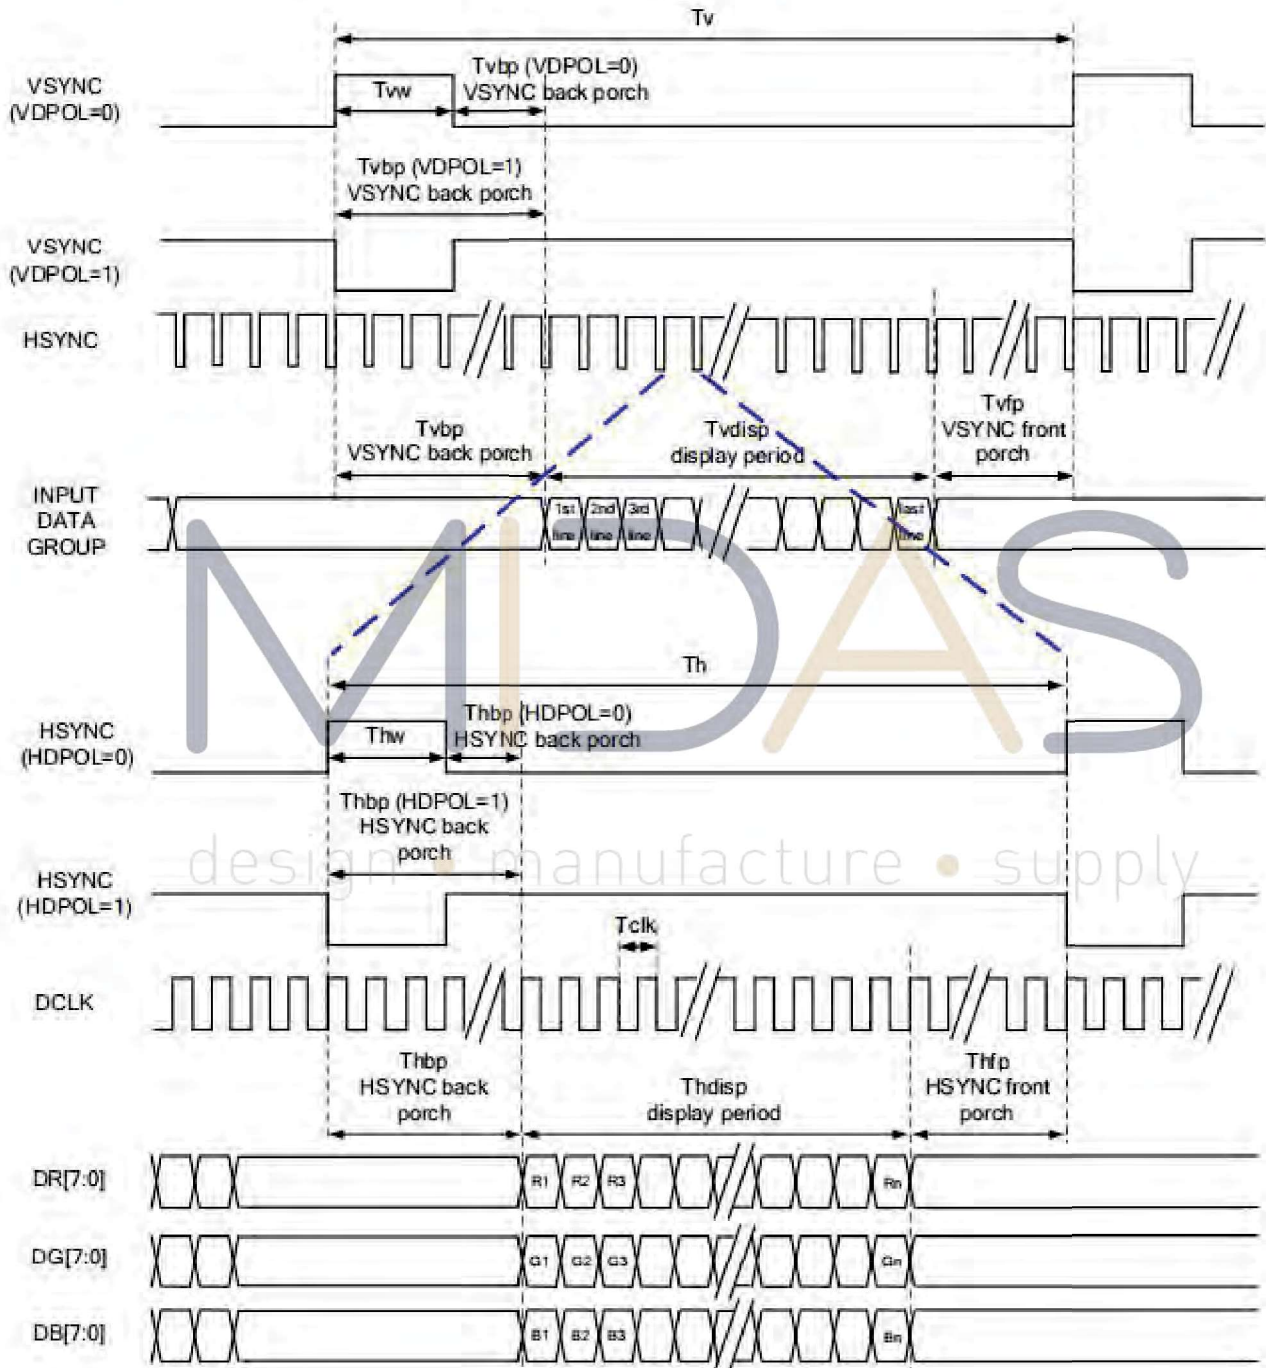 Tv
VSYNC
(VDPOL=0)
Tvw
Tvbp (VDPOL=0)
VSYNC back porch
Tvbp (VDPOL=1)
VSYNC back porch
VSYNC
(VDPOL=1)
HSYNC
Tvbp
VSYNC back porch
Tvdisp
display period
Tvfp
VSYNC front
porch
INPUT
DATA
GROUP
1st
line
2nd
line
3rd
line
last
line
MIDAS
Th
HSYNC
(HDPOL=0)
Thw
Thbp (HDPOL=0)
HSYNC back porch
Thbp (HDPOL=1)
HSYNC back
porch
design • manufacture • supply
HSYNC
(HDPOL=1)
Tclk
DCLK
Thbp
HSYNC back
porch
Thdisp
display period
Thfp
HSYNC front
porch
DR[7:0]
R1
R2
R3
Rn
DG[7:0]
G1
G2
G3
Gn
DB[7:0]
B1
B2
B3
Bn